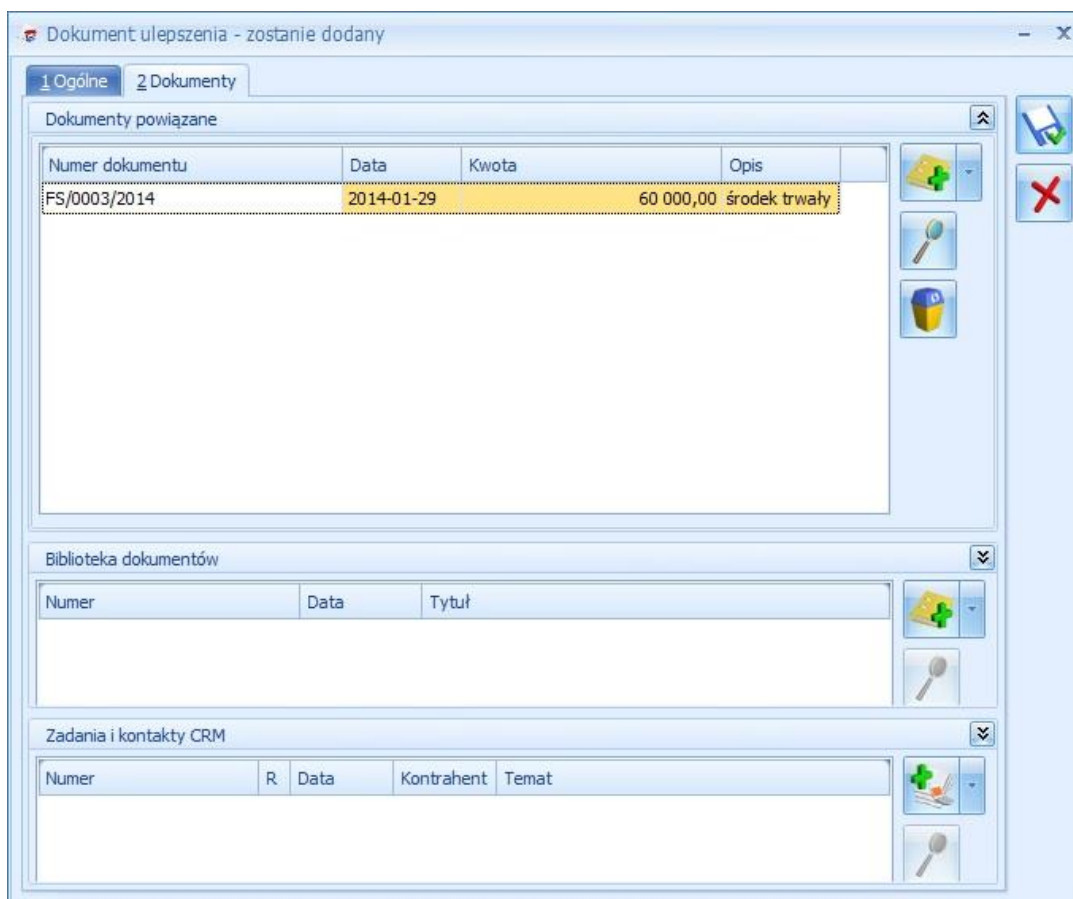 Dokument ulepszenia - zostanie dodany
1 Ogólne 2 Dokumenty
Dokumenty powiązane
Numer dokumentu Data Kwota Opis
FS/0003/2014 2014-01-29 60 000,00 środek trwały
Biblioteka dokumentów
Numer Data Tytuł
Zadania i kontakty CRM
Numer R Data Kontrahent Temat